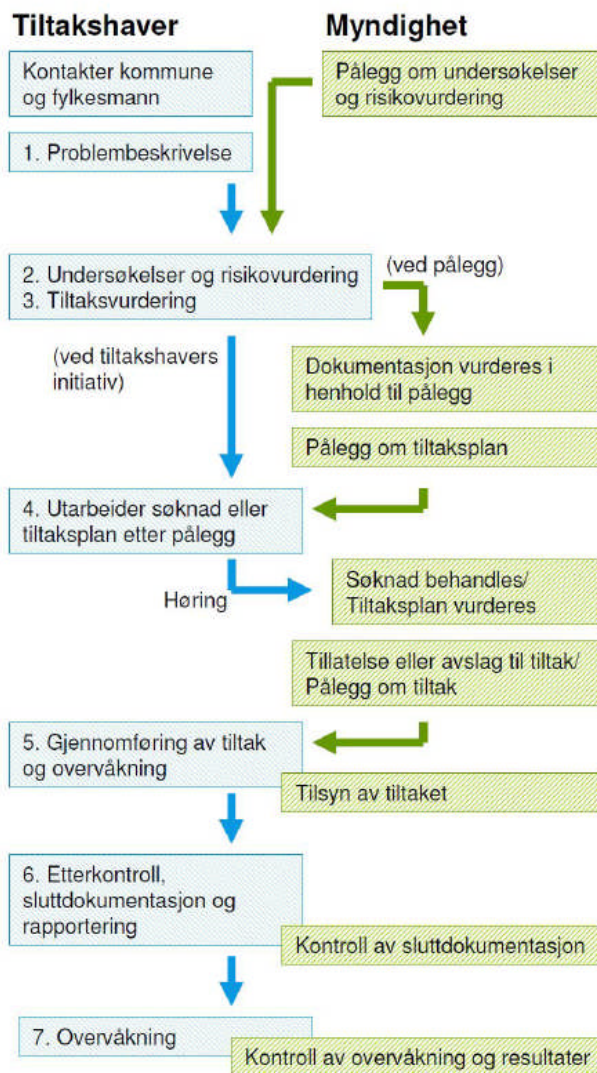 Tiltakshaver
Myndighet
Kontakter kommune
og fylkesmann
Pålegg om undersøkelser
og risikovurdering
1. Problembeskrivelse
2. Undersøkelser og risikovurdering
3. Tiltaksvurdering
(ved pålegg)
(ved tiltakshavers
initiativ)
Dokumentasjon vurderes i
henhold til pålegg
Pålegg om tiltaksplan
4. Utarbeider søknad eller
tiltaksplan etter pålegg
Høring
Søknad behandles/
Tiltaksplan vurderes
Tillatelse eller avslag til tiltak/
Pålegg om tiltak
5. Gjennomføring av tiltak
og overvåkning
Tilsyn av tiltaket
6. Etterkontroll,
sluttdokumentasjon og
rapportering
Kontroll av sluttdokumentasjon
7. Overvåkning
Kontroll av overvåkning og resultater